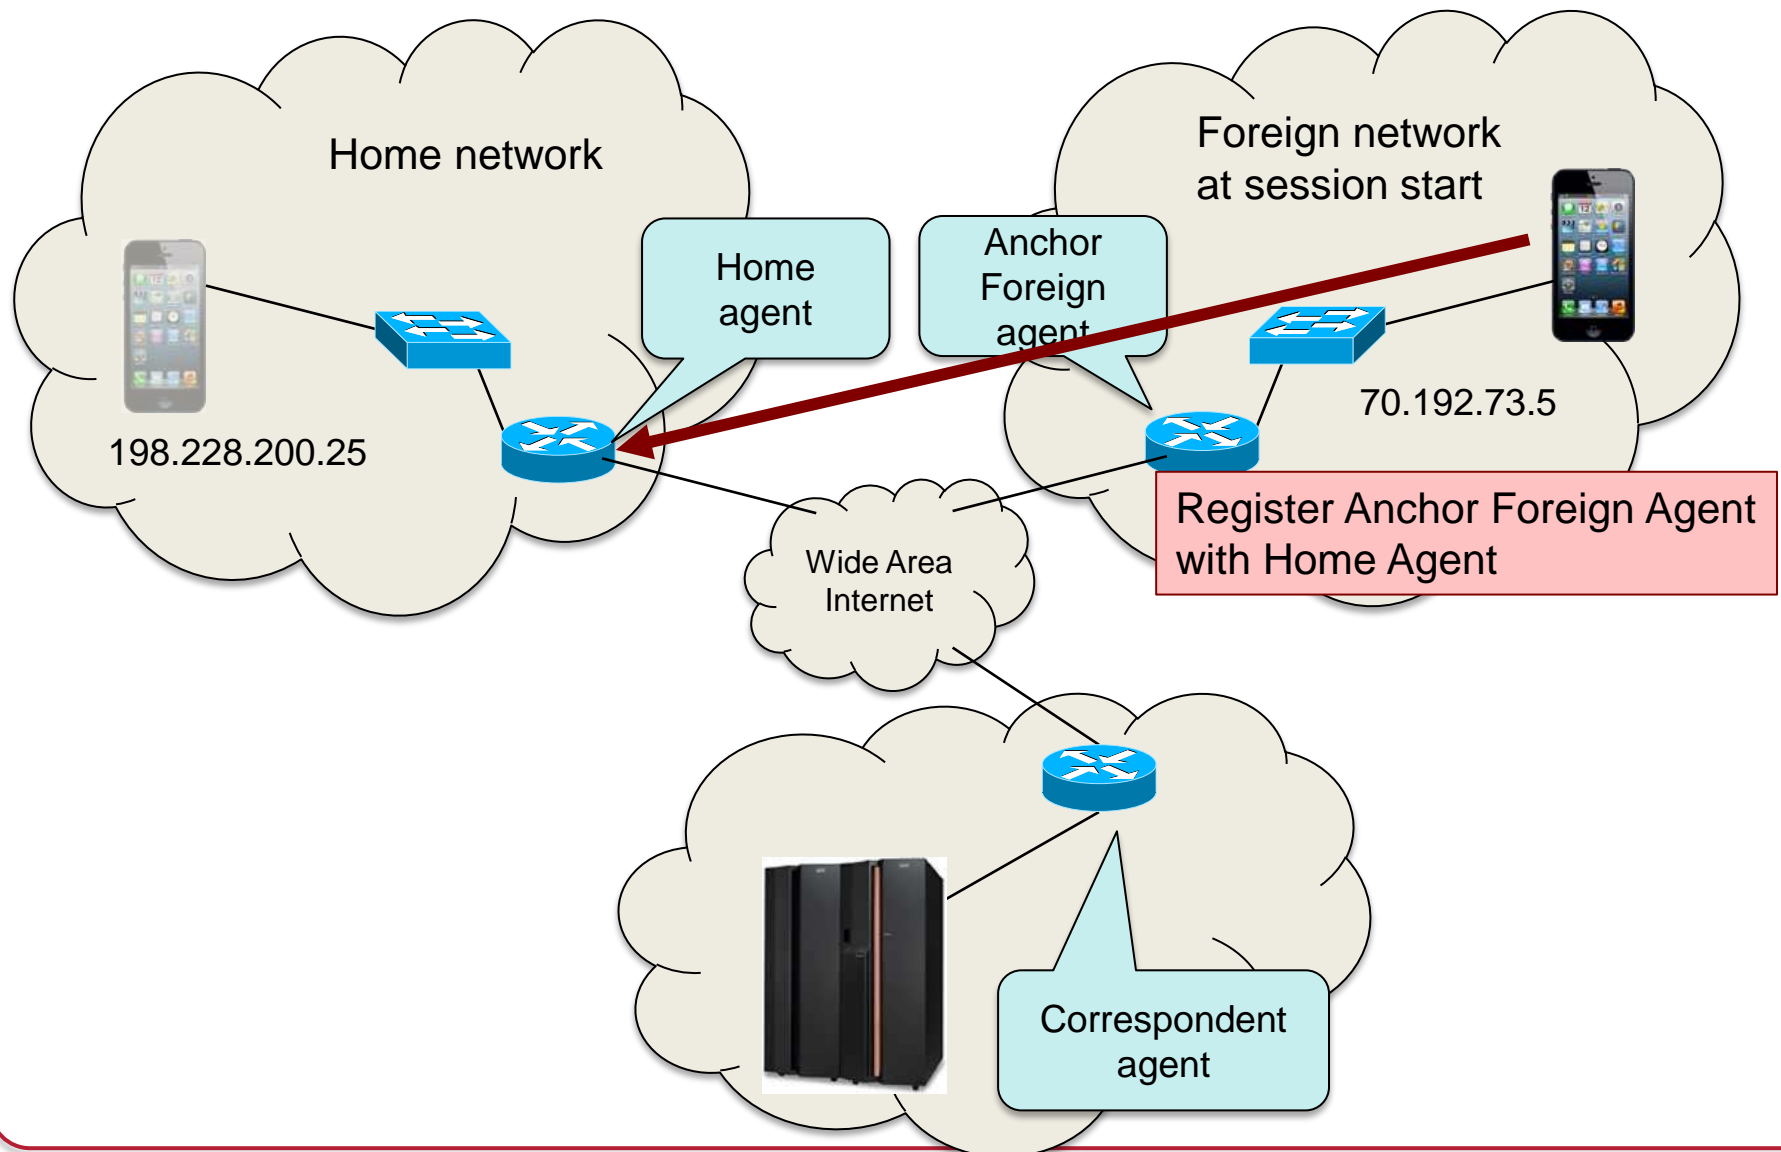 Home network
Foreign network
at session start
Home
agent
Anchor
Foreign
agent
198.228.200.25
70.192.73.5
Register Anchor Foreign Agent
with Home Agent
Wide Area
Internet
Correspondent
agent